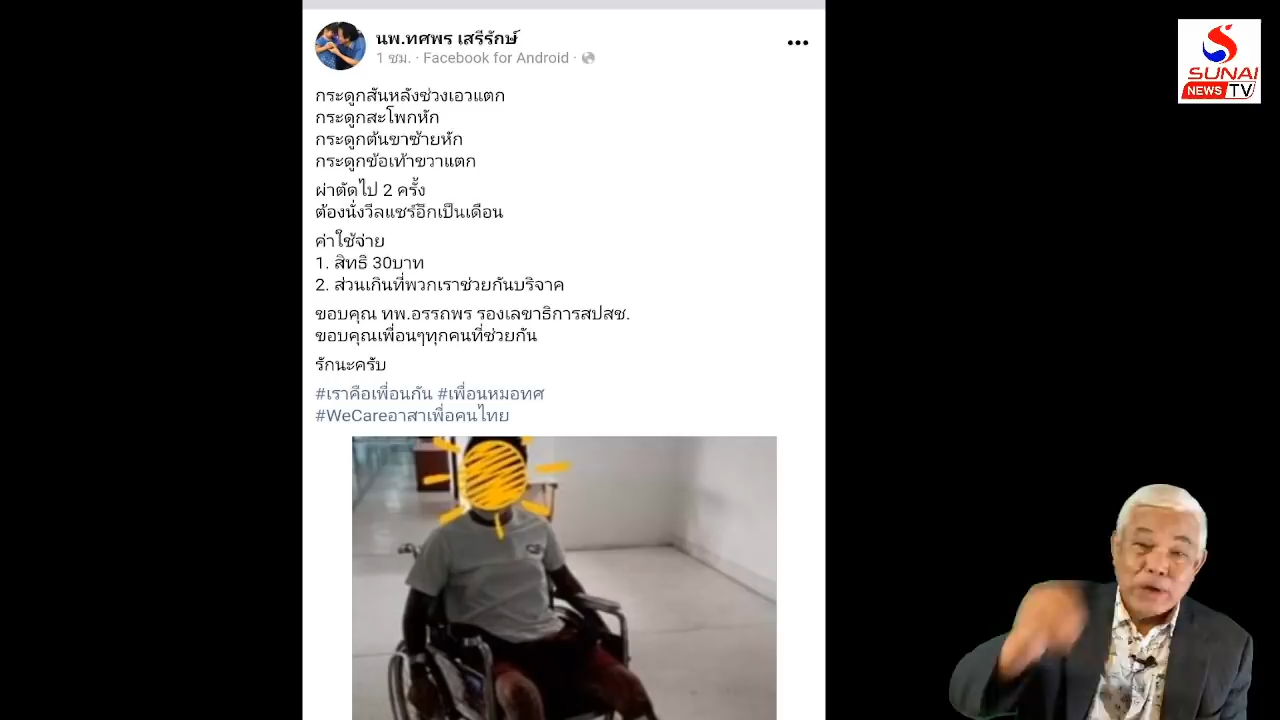 นพ.ทศพร เสรีรักษ์
1 ชม. · Facebook for Android ·
กระดูกสันหลังช่วงเอวแตก
กระดูกสะโพกหัก
กระดูกต้นขาซ้ายหัก
กระดูกข้อเท้าขวาแตก
ผ่าตัดไป 2 ครั้ง
ต้องนั่งวีลแชร์อีกเป็นเดือน
ค่าใช้จ่าย
1. สิทธิ 30บาท
2. ส่วนเกินที่พวกเราช่วยกันบริจาค
ขอบคุณ ทพ.อรรถพร รองเลขาธิการสปสช.
ขอบคุณเพื่อนๆทุกคนที่ช่วยกัน
รักนะครับ
#เราคือเพื่อนกัน #เพื่อนหมอทศ
#WeCareอาสาเพื่อคนไทย
SUNAI
NEWS TV